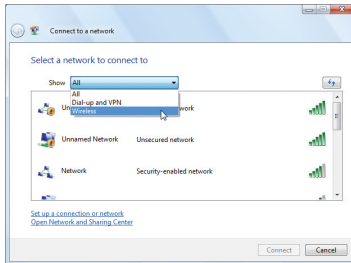 Connect to a network
Select a network to connect to
Show All
All
Dial-up and VPN
Wireless
Un work
Unnamed Network Unsecured network
Network Security-enabled network
Set up a connection or network
Open Network and Sharing Center
Connect Cancel